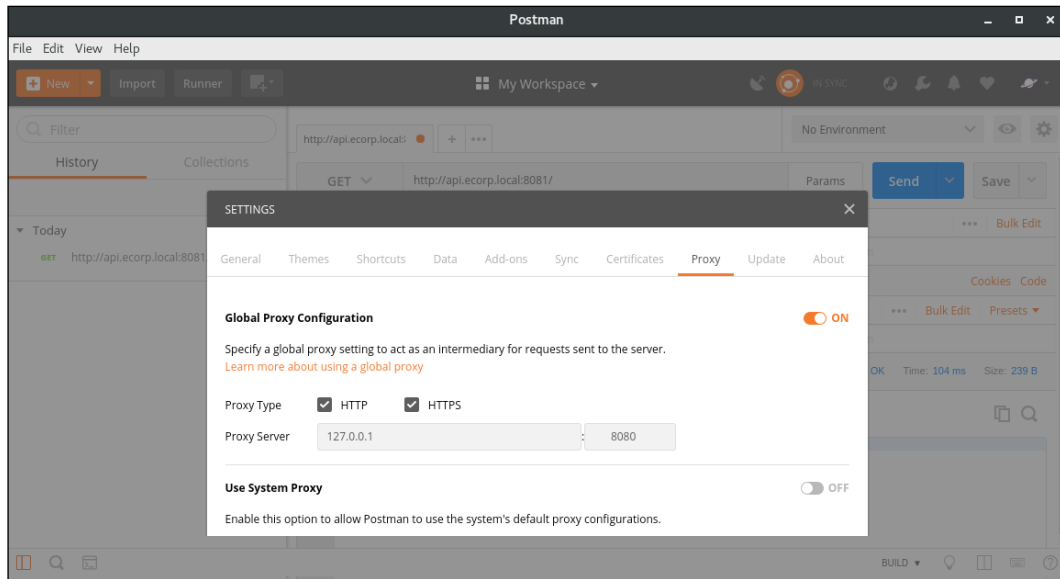 Postman
File Edit View Help
New Import Runner My Workspace IN SYNC
Filter
http://api.ecorp.local: + ••• No Environment
History Collections
GET http://api.ecorp.local:8081/ Params Send Save
SETTINGS
Today
••• Bulk Edit
GET http://api.ecorp.local:8081
General Themes Shortcuts Data Add-ons Sync Certificates Proxy Update About
Cookies Code
Global Proxy Configuration ON
••• Bulk Edit Presets
Specify a global proxy setting to act as an intermediary for requests sent to the server.
Learn more about using a global proxy
OK Time: 104 ms Size: 239 B
Proxy Type HTTP HTTPS
Proxy Server 127.0.0.1 : 8080
Use System Proxy OFF
Enable this option to allow Postman to use the system's default proxy configurations.
BUILD